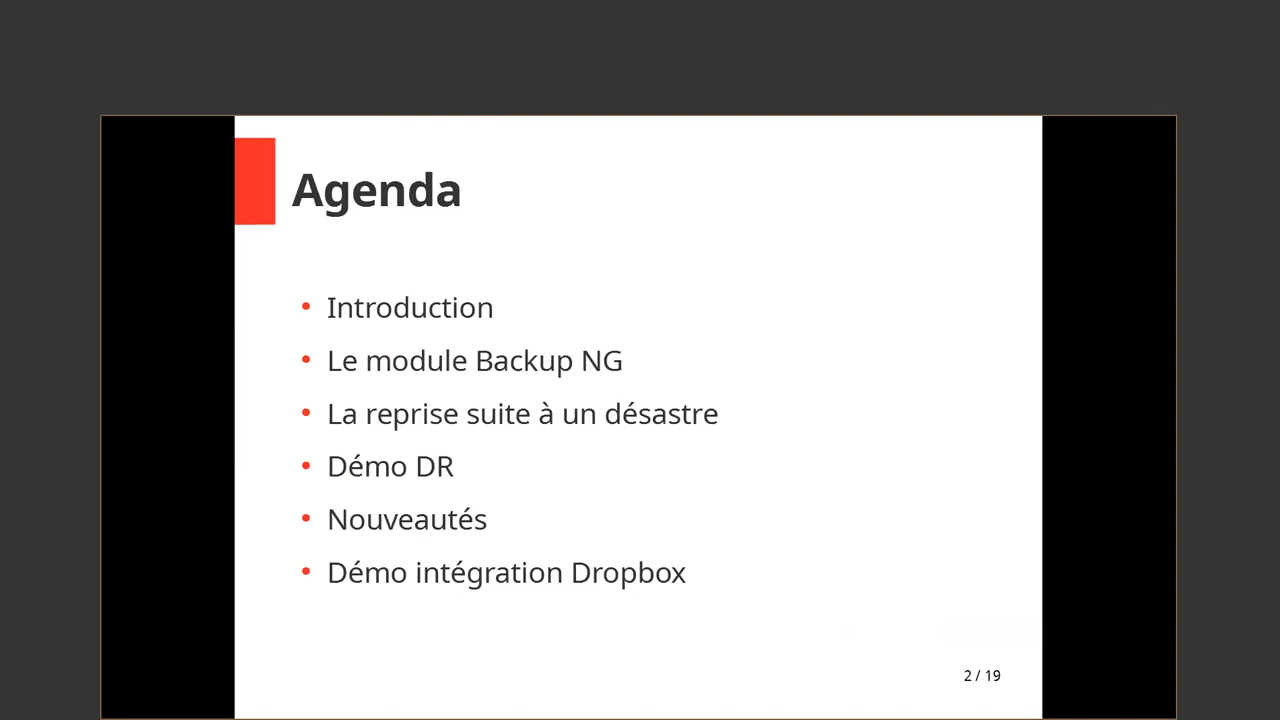 Agenda
• Introduction
• Le module Backup NG
• La reprise suite à un désastre
• Démo DR
• Nouveautés
• Démo intégration Dropbox
2 / 19